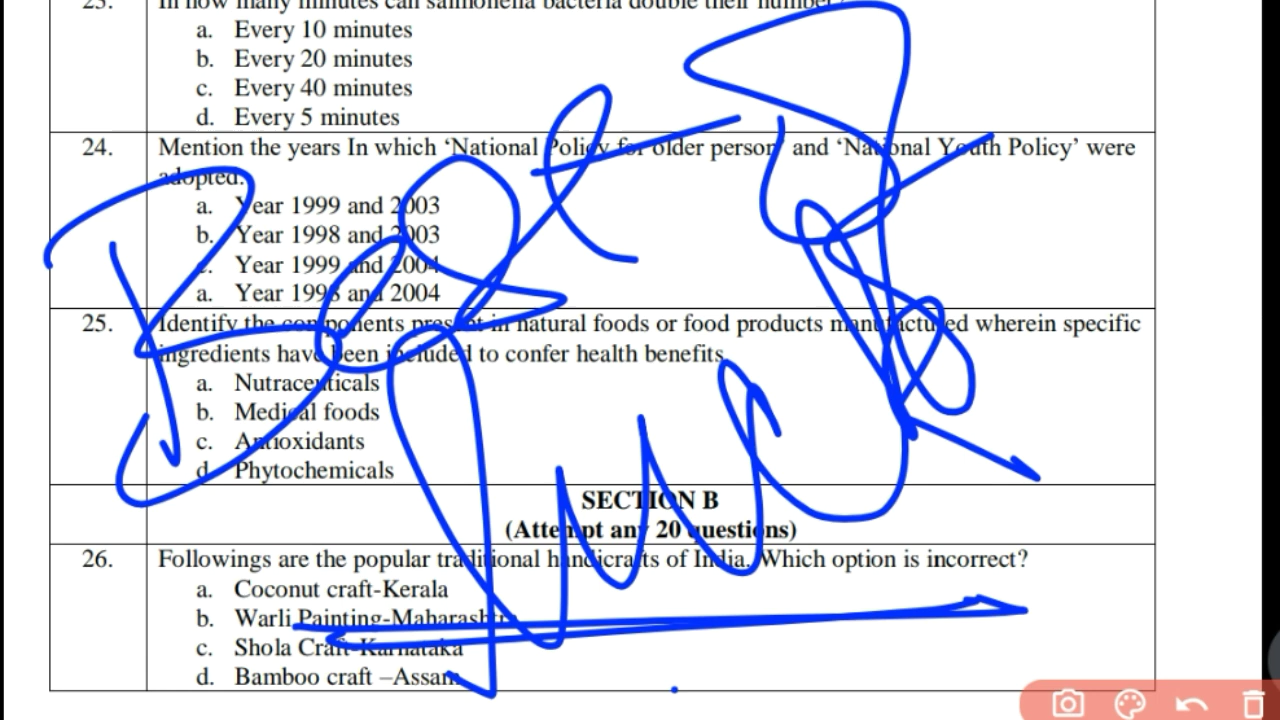 23. In how many minutes can salmonella bacteria double their number?
a. Every 10 minutes
b. Every 20 minutes
c. Every 40 minutes
d. Every 5 minutes
24. Mention the years In which ‘National Policy for older person’ and ‘National Youth Policy’ were
adopted.
a. Year 1999 and 2003
b. Year 1998 and 2003
c. Year 1999 and 2004
a. Year 1998 and 2004
25. Identify the components present in natural foods or food products manufactured wherein specific
ingredients have been included to confer health benefits.
a. Nutraceuticals
b. Medical foods
c. Antioxidants
d. Phytochemicals
SECTION B
(Attempt any 20 questions)
26. Followings are the popular traditional handicrafts of India. Which option is incorrect?
a. Coconut craft-Kerala
b. Warli Painting-Maharashtra
c. Shola Craft-Karnataka
d. Bamboo craft –Assam